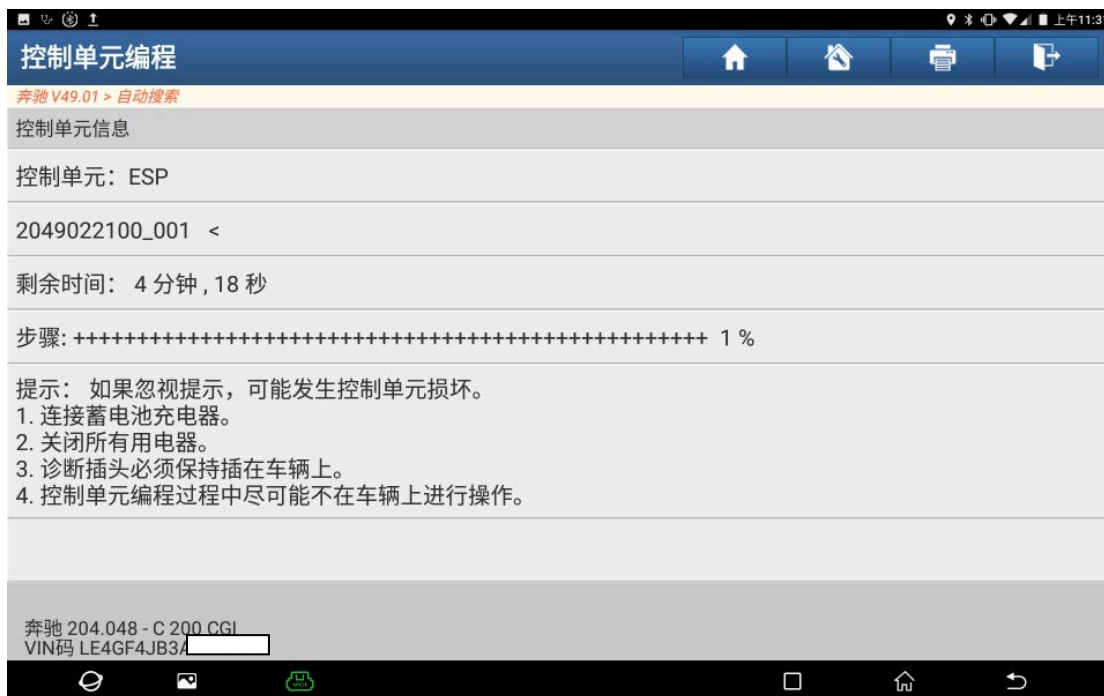 上午11:3
控制单元编程
奔驰 V49.01 > 自动搜索
控制单元信息
控制单元：ESP
2049022100_001 <
剩余时间： 4 分钟 , 18 秒
步骤: ++++++++++++++++++++++++++++++++++++++++++++++++++ 1 %
提示： 如果忽视提示，可能发生控制单元损坏。
1. 连接蓄电池充电器。
2. 关闭所有用电器。
3. 诊断插头必须保持插在车辆上。
4. 控制单元编程过程中尽可能不在车辆上进行操作。
奔驰 204.048 - C 200 CGI
VIN码 LE4GF4JB3A
VCI